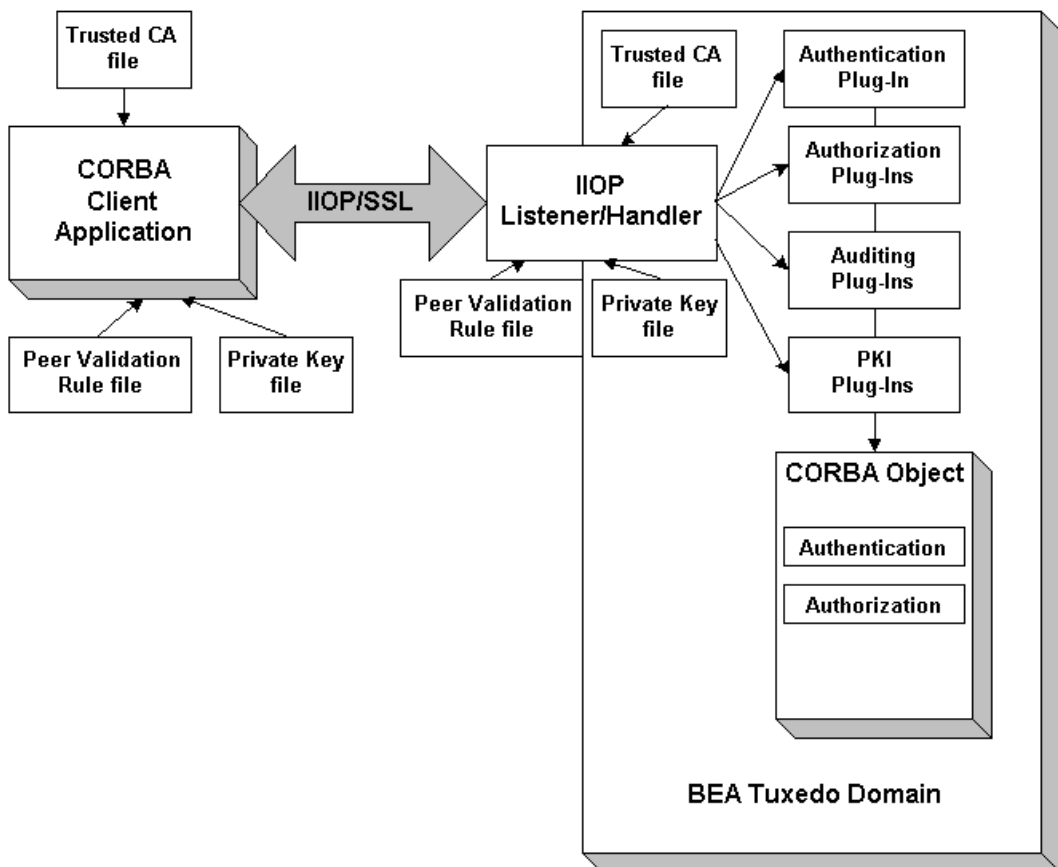 Trusted CA
file
CORBA
Client
Application
Peer Validation
Rule file
Private Key
file
IIOP/SSL
Trusted CA
file
IIOP
Listener/Handler
Peer Validation
Rule file
Private Key
file
Authentication
Plug-In
Authorization
Plug-Ins
Auditing
Plug-Ins
PKI
Plug-Ins
CORBA Object
Authentication
Authorization
BEA Tuxedo Domain